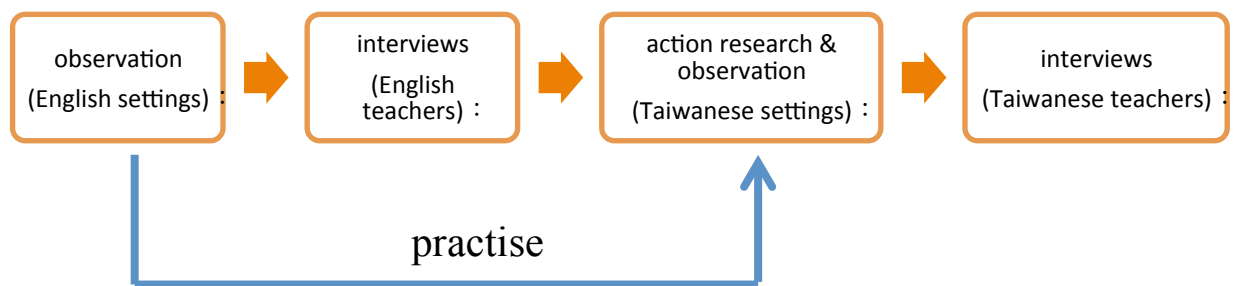 observation
(English settings)：
interviews
(English
teachers)：
action research &
observation
(Taiwanese settings)：
interviews
(Taiwanese teachers)：
practise